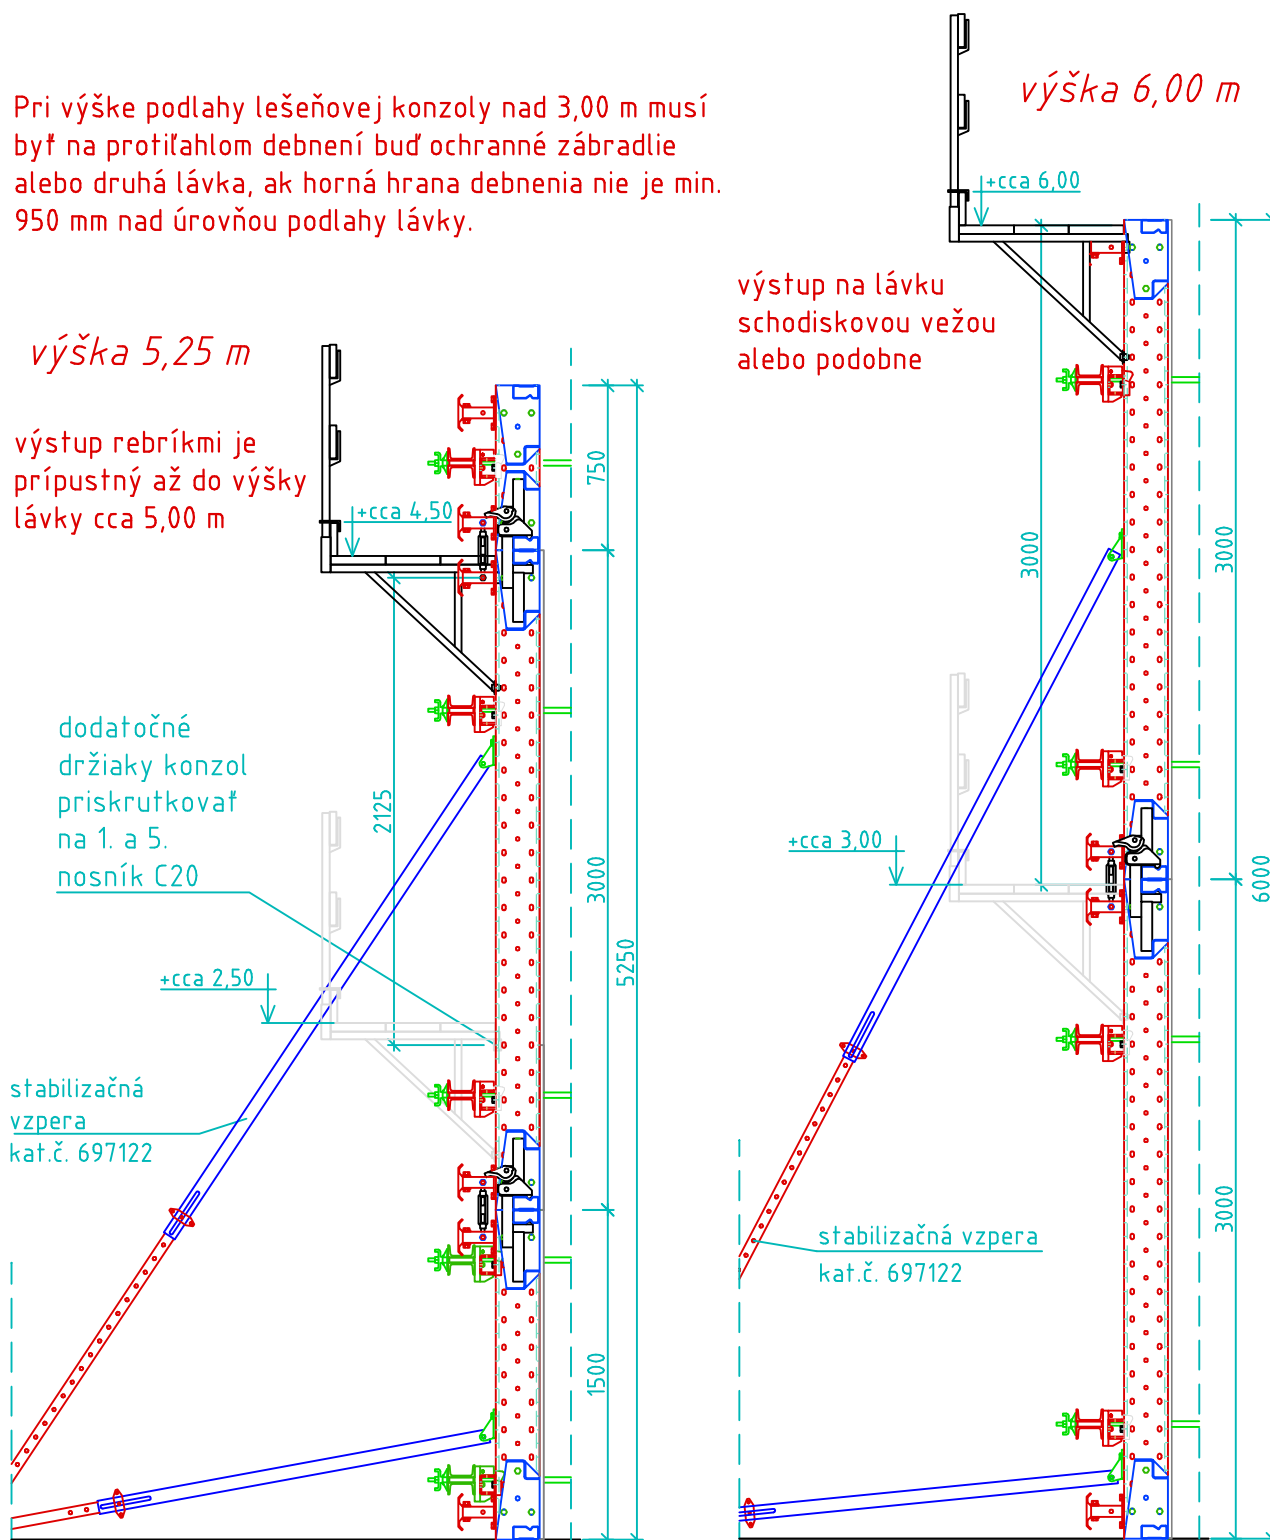 Pri výške podlahy lešeňovej konzoly nad 3,00 m musí
byť na protiľahlom debnení buď ochranné zábradlie
alebo druhá lávka, ak horná hrana debnenia nie je min.
950 mm nad úrovňou podlahy lávky.
výška 5,25 m
výstup rebríkmi je
prípustný až do výšky
lávky cca 5,00 m
+cca 4,50
dodatočné
držiaky konzol
priskrutkovať
na 1. a 5.
nosník C20
+cca 2,50
stabilizačná
vzpera
kat.č. 697122
2125
750
3000
5250
1500
výška 6,00 m
+cca 6,00
výstup na lávku
schodiskovou vežou
alebo podobne
3000
3000
+cca 3,00
6000
3000
stabilizačná vzpera
kat.č. 697122